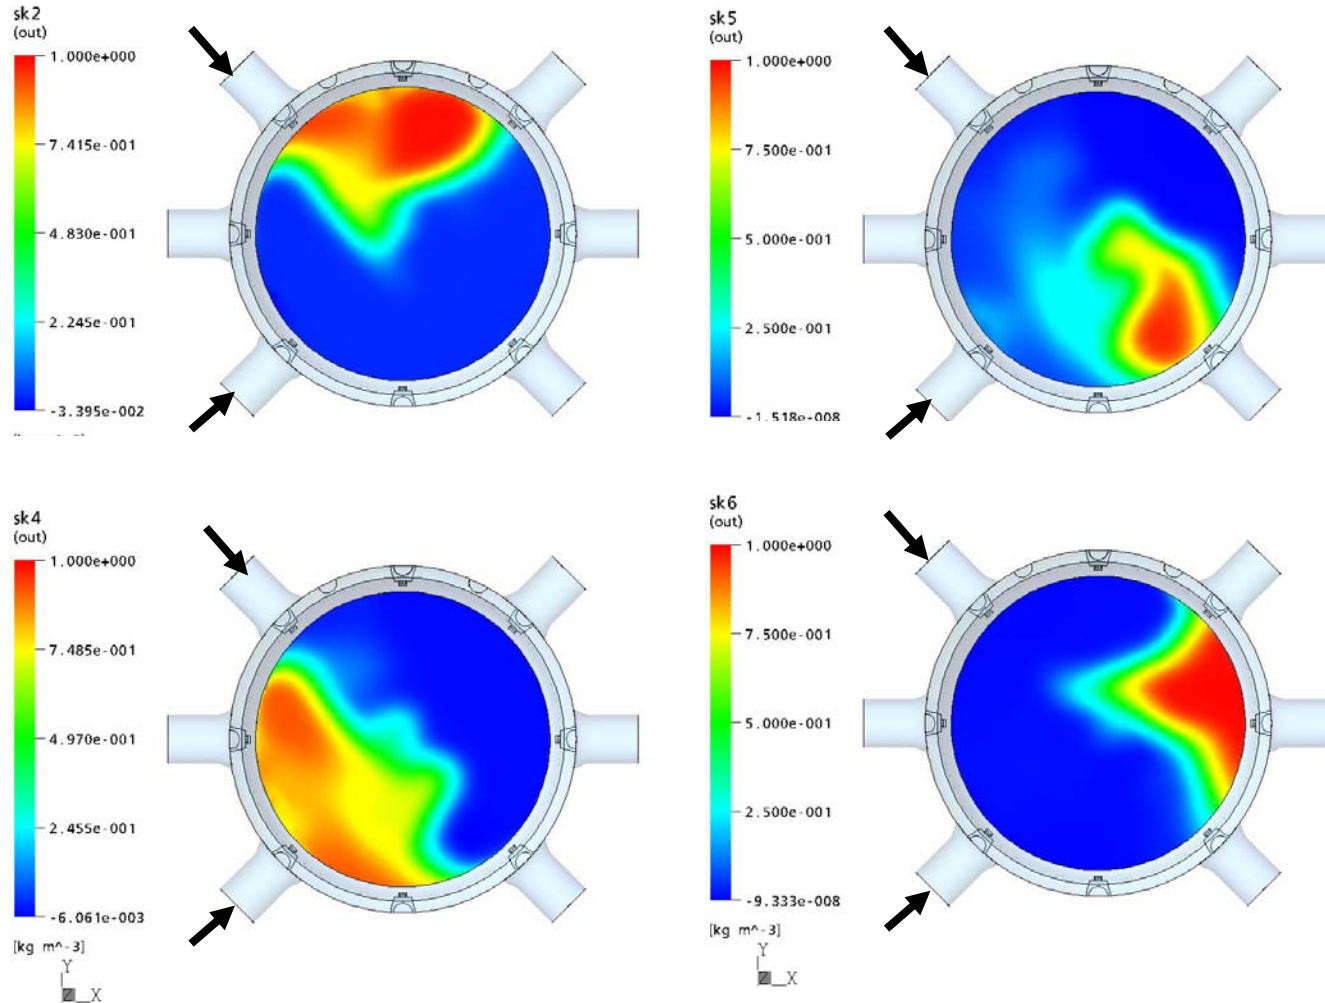 sk2
(out)
1.000e+000
7.415e-001
4.830e-001
2.245e-001
-3.395e-002
sk5
(out)
1.000e+000
7.500e-001
5.000e-001
2.500e-001
-1.518e-008
sk4
(out)
1.000e+000
7.485e-001
4.970e-001
2.455e-001
-6.061e-003
[kg m^-3]
Y
Z
X
sk6
(out)
1.000e+000
7.500e-001
5.000e-001
2.500e-001
-9.333e-008
[kg m^-3]
Y
Z
X